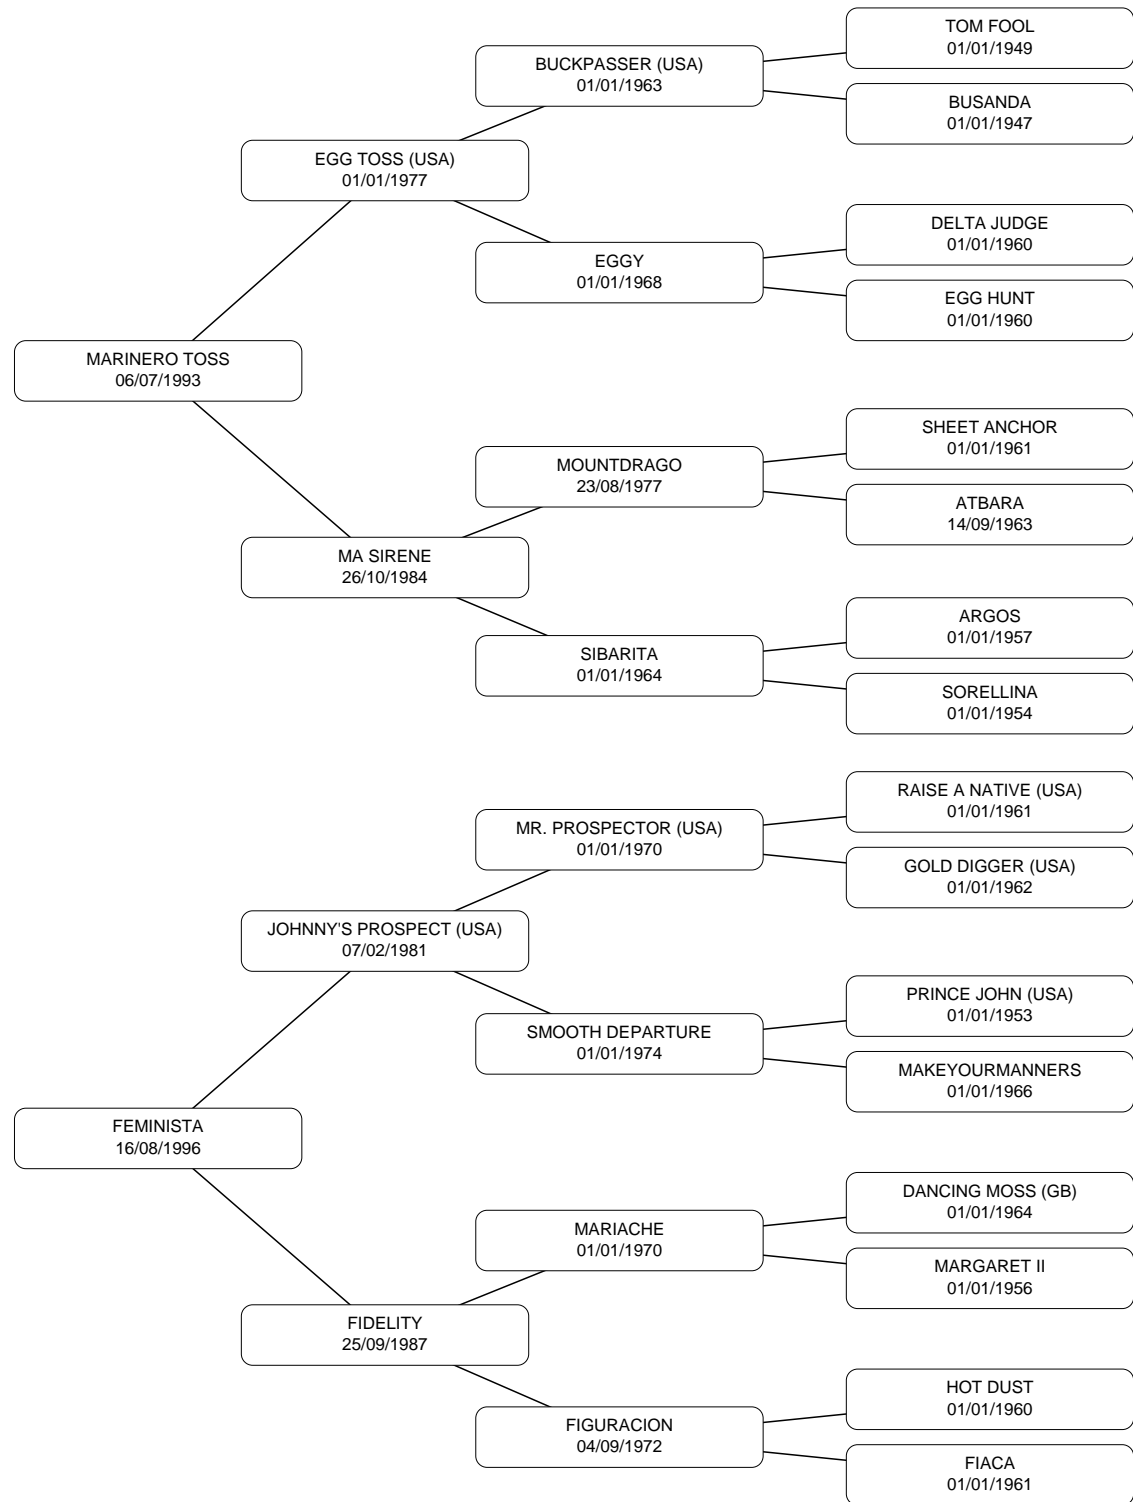 TOM FOOL
01/01/1949
BUCKPASSER (USA)
01/01/1963
BUSANDA
01/01/1947
EGG TOSS (USA)
01/01/1977
DELTA JUDGE
01/01/1960
EGGY
01/01/1968
EGG HUNT
01/01/1960
MARINERO TOSS
06/07/1993
SHEET ANCHOR
01/01/1961
MOUNTDRAGO
23/08/1977
ATBARA
14/09/1963
MA SIRENE
26/10/1984
ARGOS
01/01/1957
SIBARITA
01/01/1964
SORELLINA
01/01/1954
RAISE A NATIVE (USA)
01/01/1961
MR. PROSPECTOR (USA)
01/01/1970
GOLD DIGGER (USA)
01/01/1962
JOHNNY'S PROSPECT (USA)
07/02/1981
PRINCE JOHN (USA)
01/01/1953
SMOOTH DEPARTURE
01/01/1974
MAKEYOURMANNERS
01/01/1966
FEMINISTA
16/08/1996
DANCING MOSS (GB)
01/01/1964
MARIACHE
01/01/1970
MARGARET II
01/01/1956
FIDELITY
25/09/1987
HOT DUST
01/01/1960
FIGURACION
04/09/1972
FIACA
01/01/1961